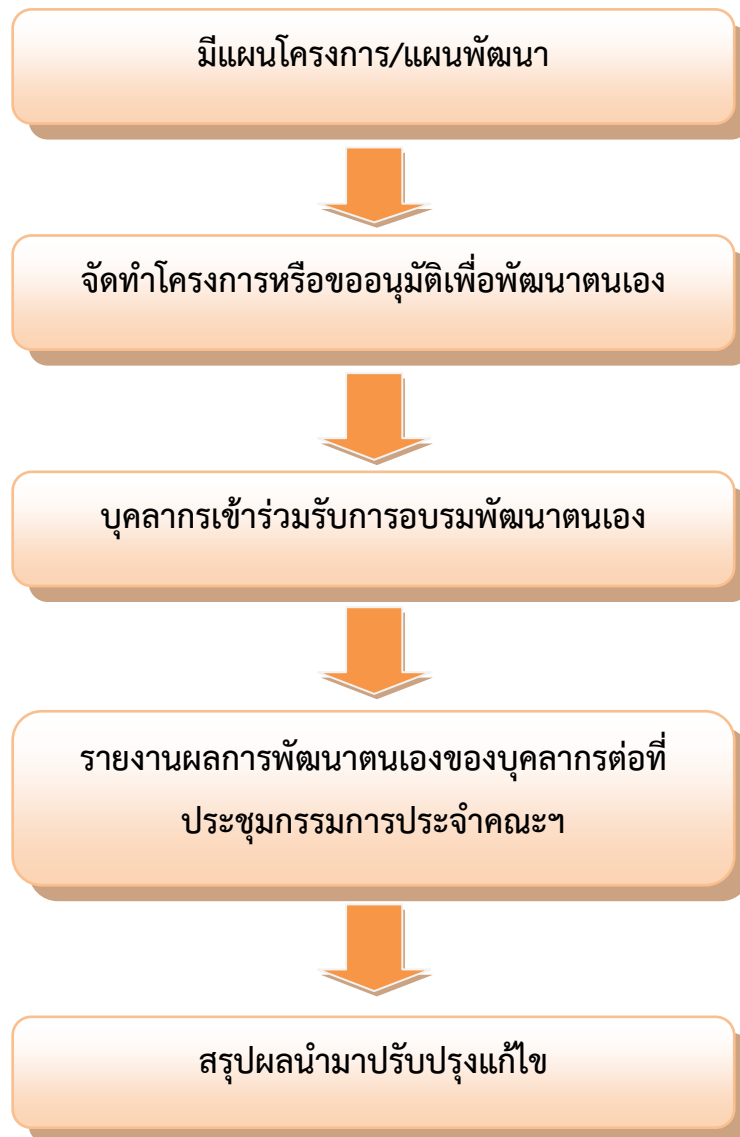 มีแผนโครงการ/แผนพัฒนา
จัดทำโครงการหรือขออนุมัติเพื่อพัฒนาตนเอง
บุคลากรเข้าร่วมรับการอบรมพัฒนาตนเอง
รายงานผลการพัฒนาตนเองของบุคลากรต่อที่
ประชุมกรรมการประจำคณะฯ
สรุปผลนำมาปรับปรุงแก้ไข